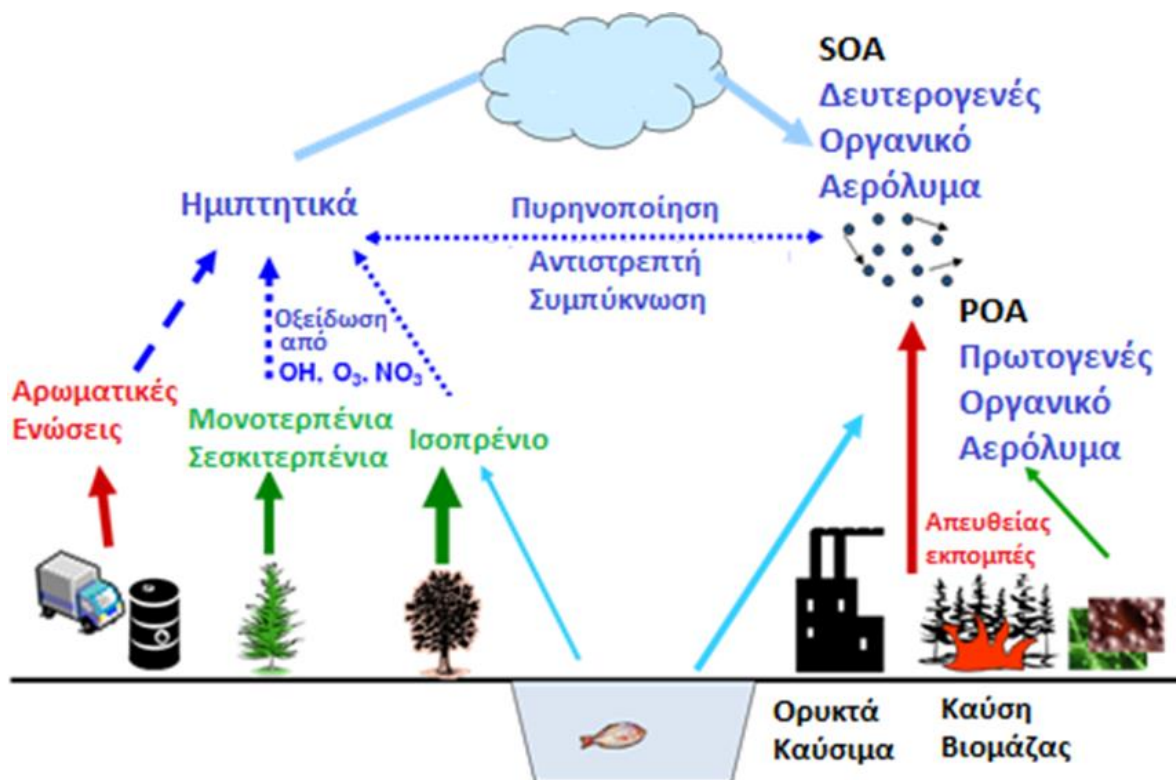 SOA
Δευτερογενές
Οργανικό
Αερόλυμα
Ημιπτητικά
Πυρηνοποίηση
Αντιστρεπτή
Συμπύκνωση
Οξείδωση
από
OH, O₃, NO₃
POA
Πρωτογενές
Οργανικό
Αερόλυμα
Αρωματικές
Ενώσεις
Μονοτερπένια
Σεσκιτερπένια
Ισοπρένιο
Απευθείας
εκπομπές
Ορυκτά
Καύσιμα
Καύση
Βιομάζας